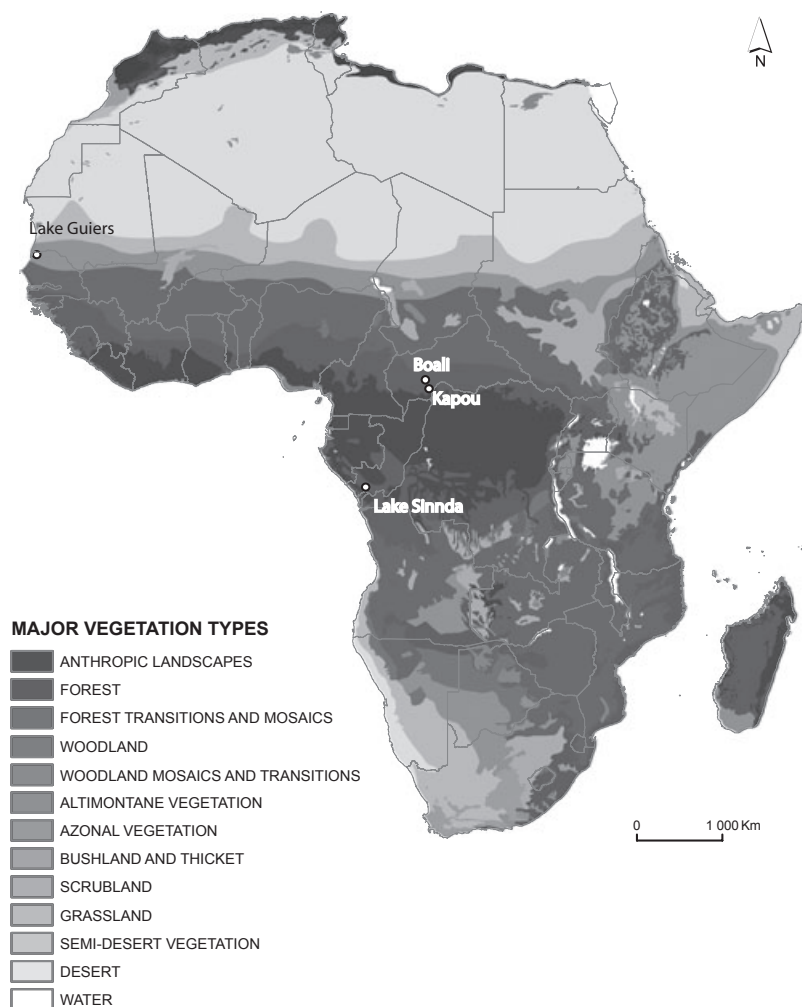 N
Lake Guiers
Boali
Kapou
Lake Sinnda
MAJOR VEGETATION TYPES
ANTHROPIC LANDSCAPES
FOREST
FOREST TRANSITIONS AND MOSAICS
WOODLAND
WOODLAND MOSAICS AND TRANSITIONS
ALTIMONTANE VEGETATION
AZONAL VEGETATION
BUSHLAND AND THICKET
SCRUBLAND
GRASSLAND
SEMI-DESERT VEGETATION
DESERT
WATER
0 1 000 Km